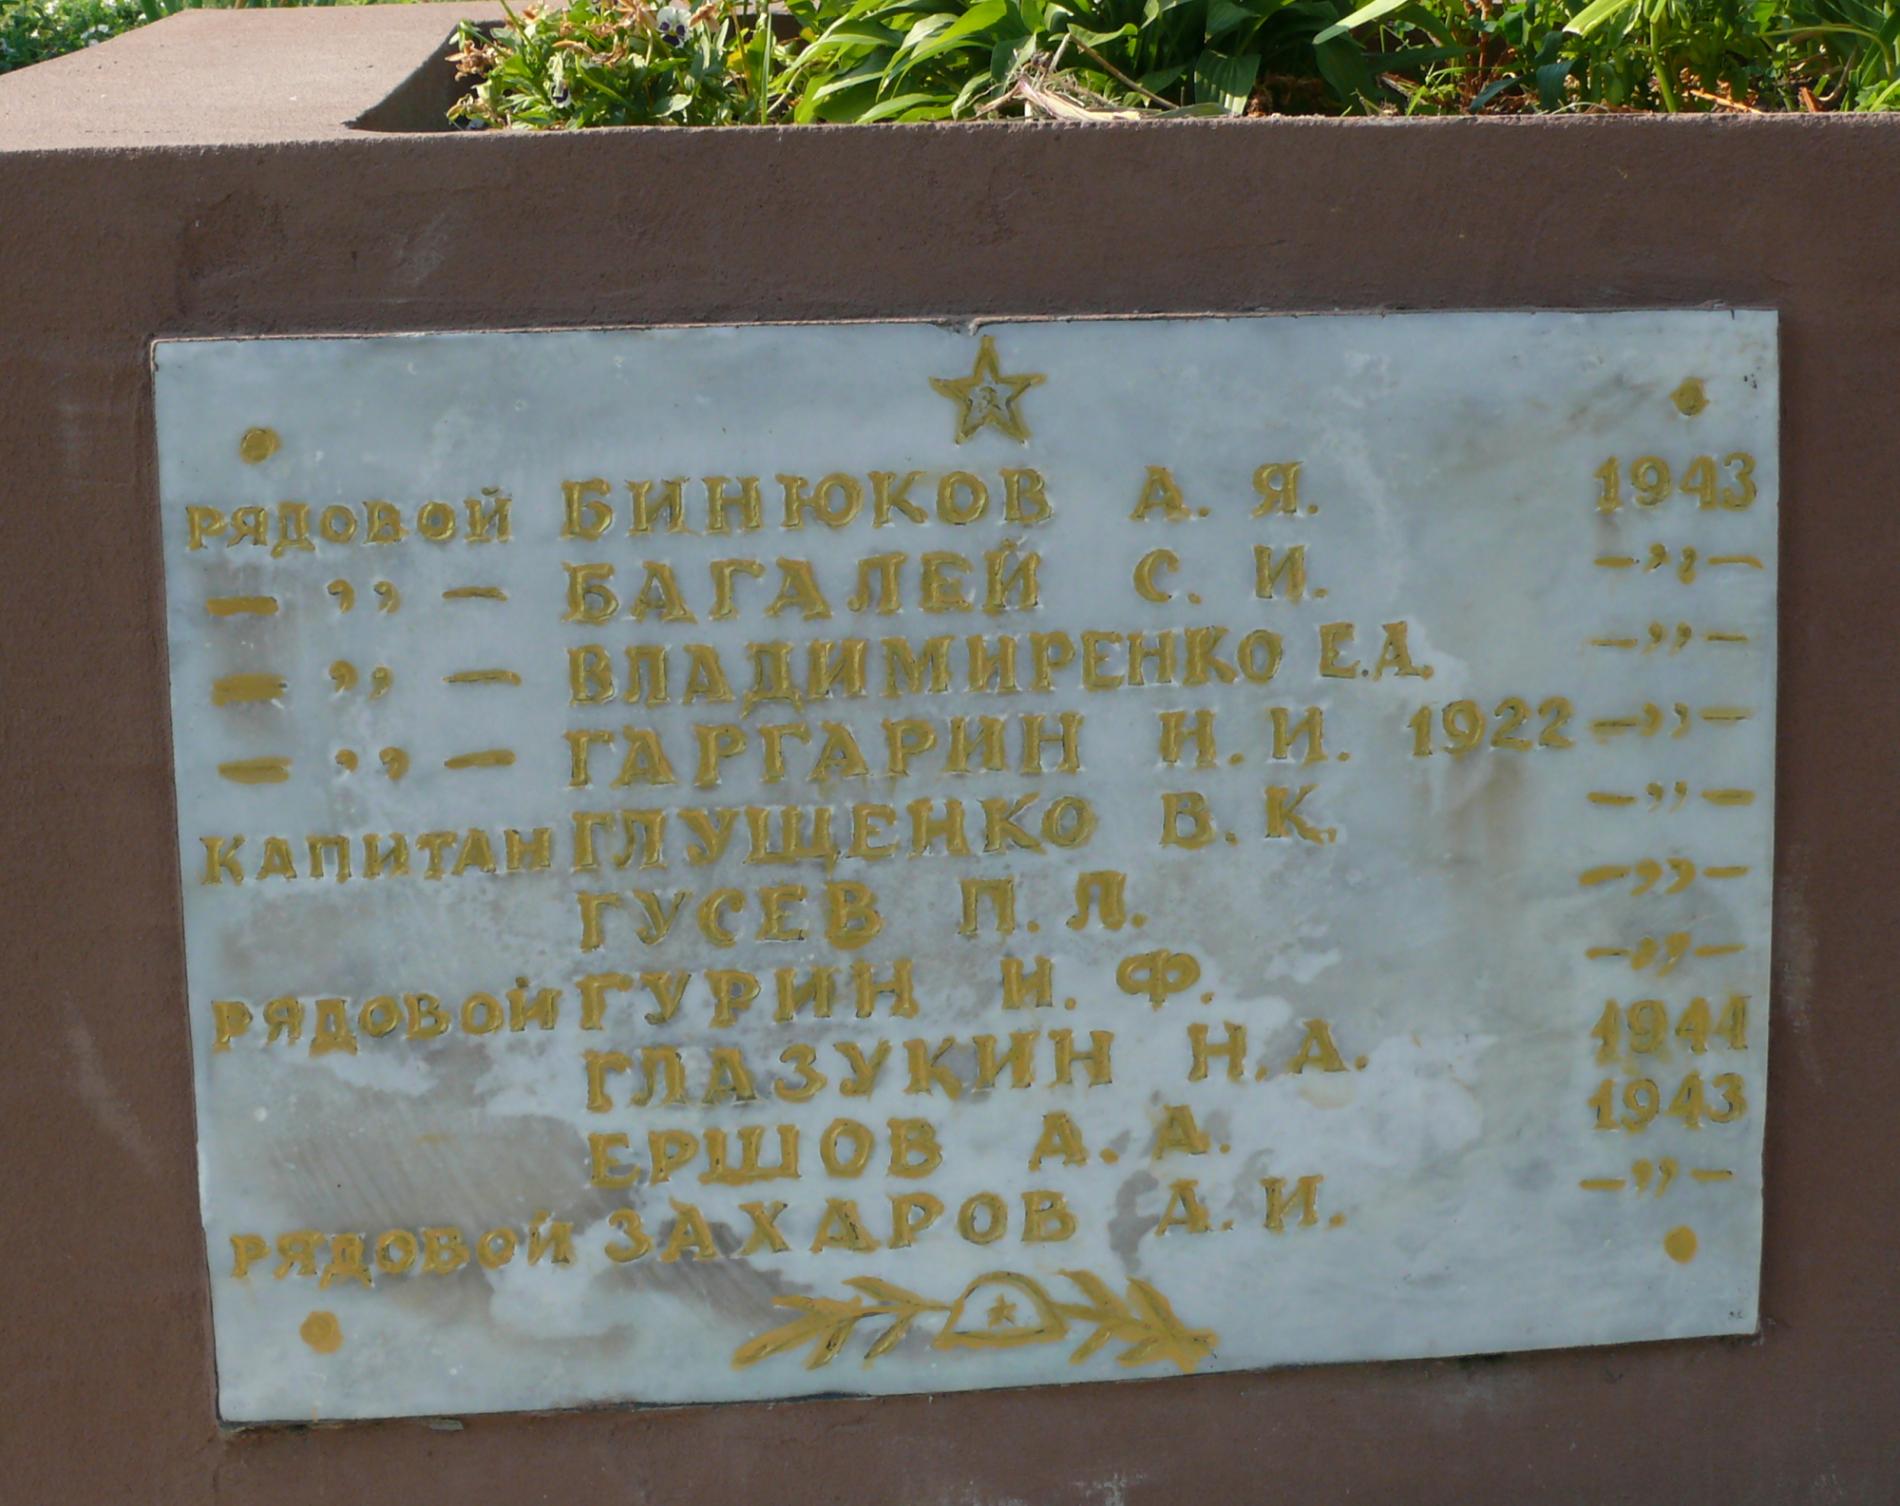 РЯДОВОЙ БИНЮКОВ А. Я. 1943
— ,, — БАГАЛЕЙ С. И. —,,—
— ,, — ВЛАДИМИРЕНКО Е.А. —,,—
— ,, — ГАРГАРИН Н. И. 1922 —,,—
КАПИТАН ГЛУЩЕНКО В. К. —,,—
ГУСЕВ П. Л. —,,—
РЯДОВОЙ ГУРИН И. Ф. —,,—
ГЛАЗУКИН Н. А. 1941
ЕРШОВ А. А. 1943
РЯДОВОЙ ЗАХАРОВ А. И. —,,—